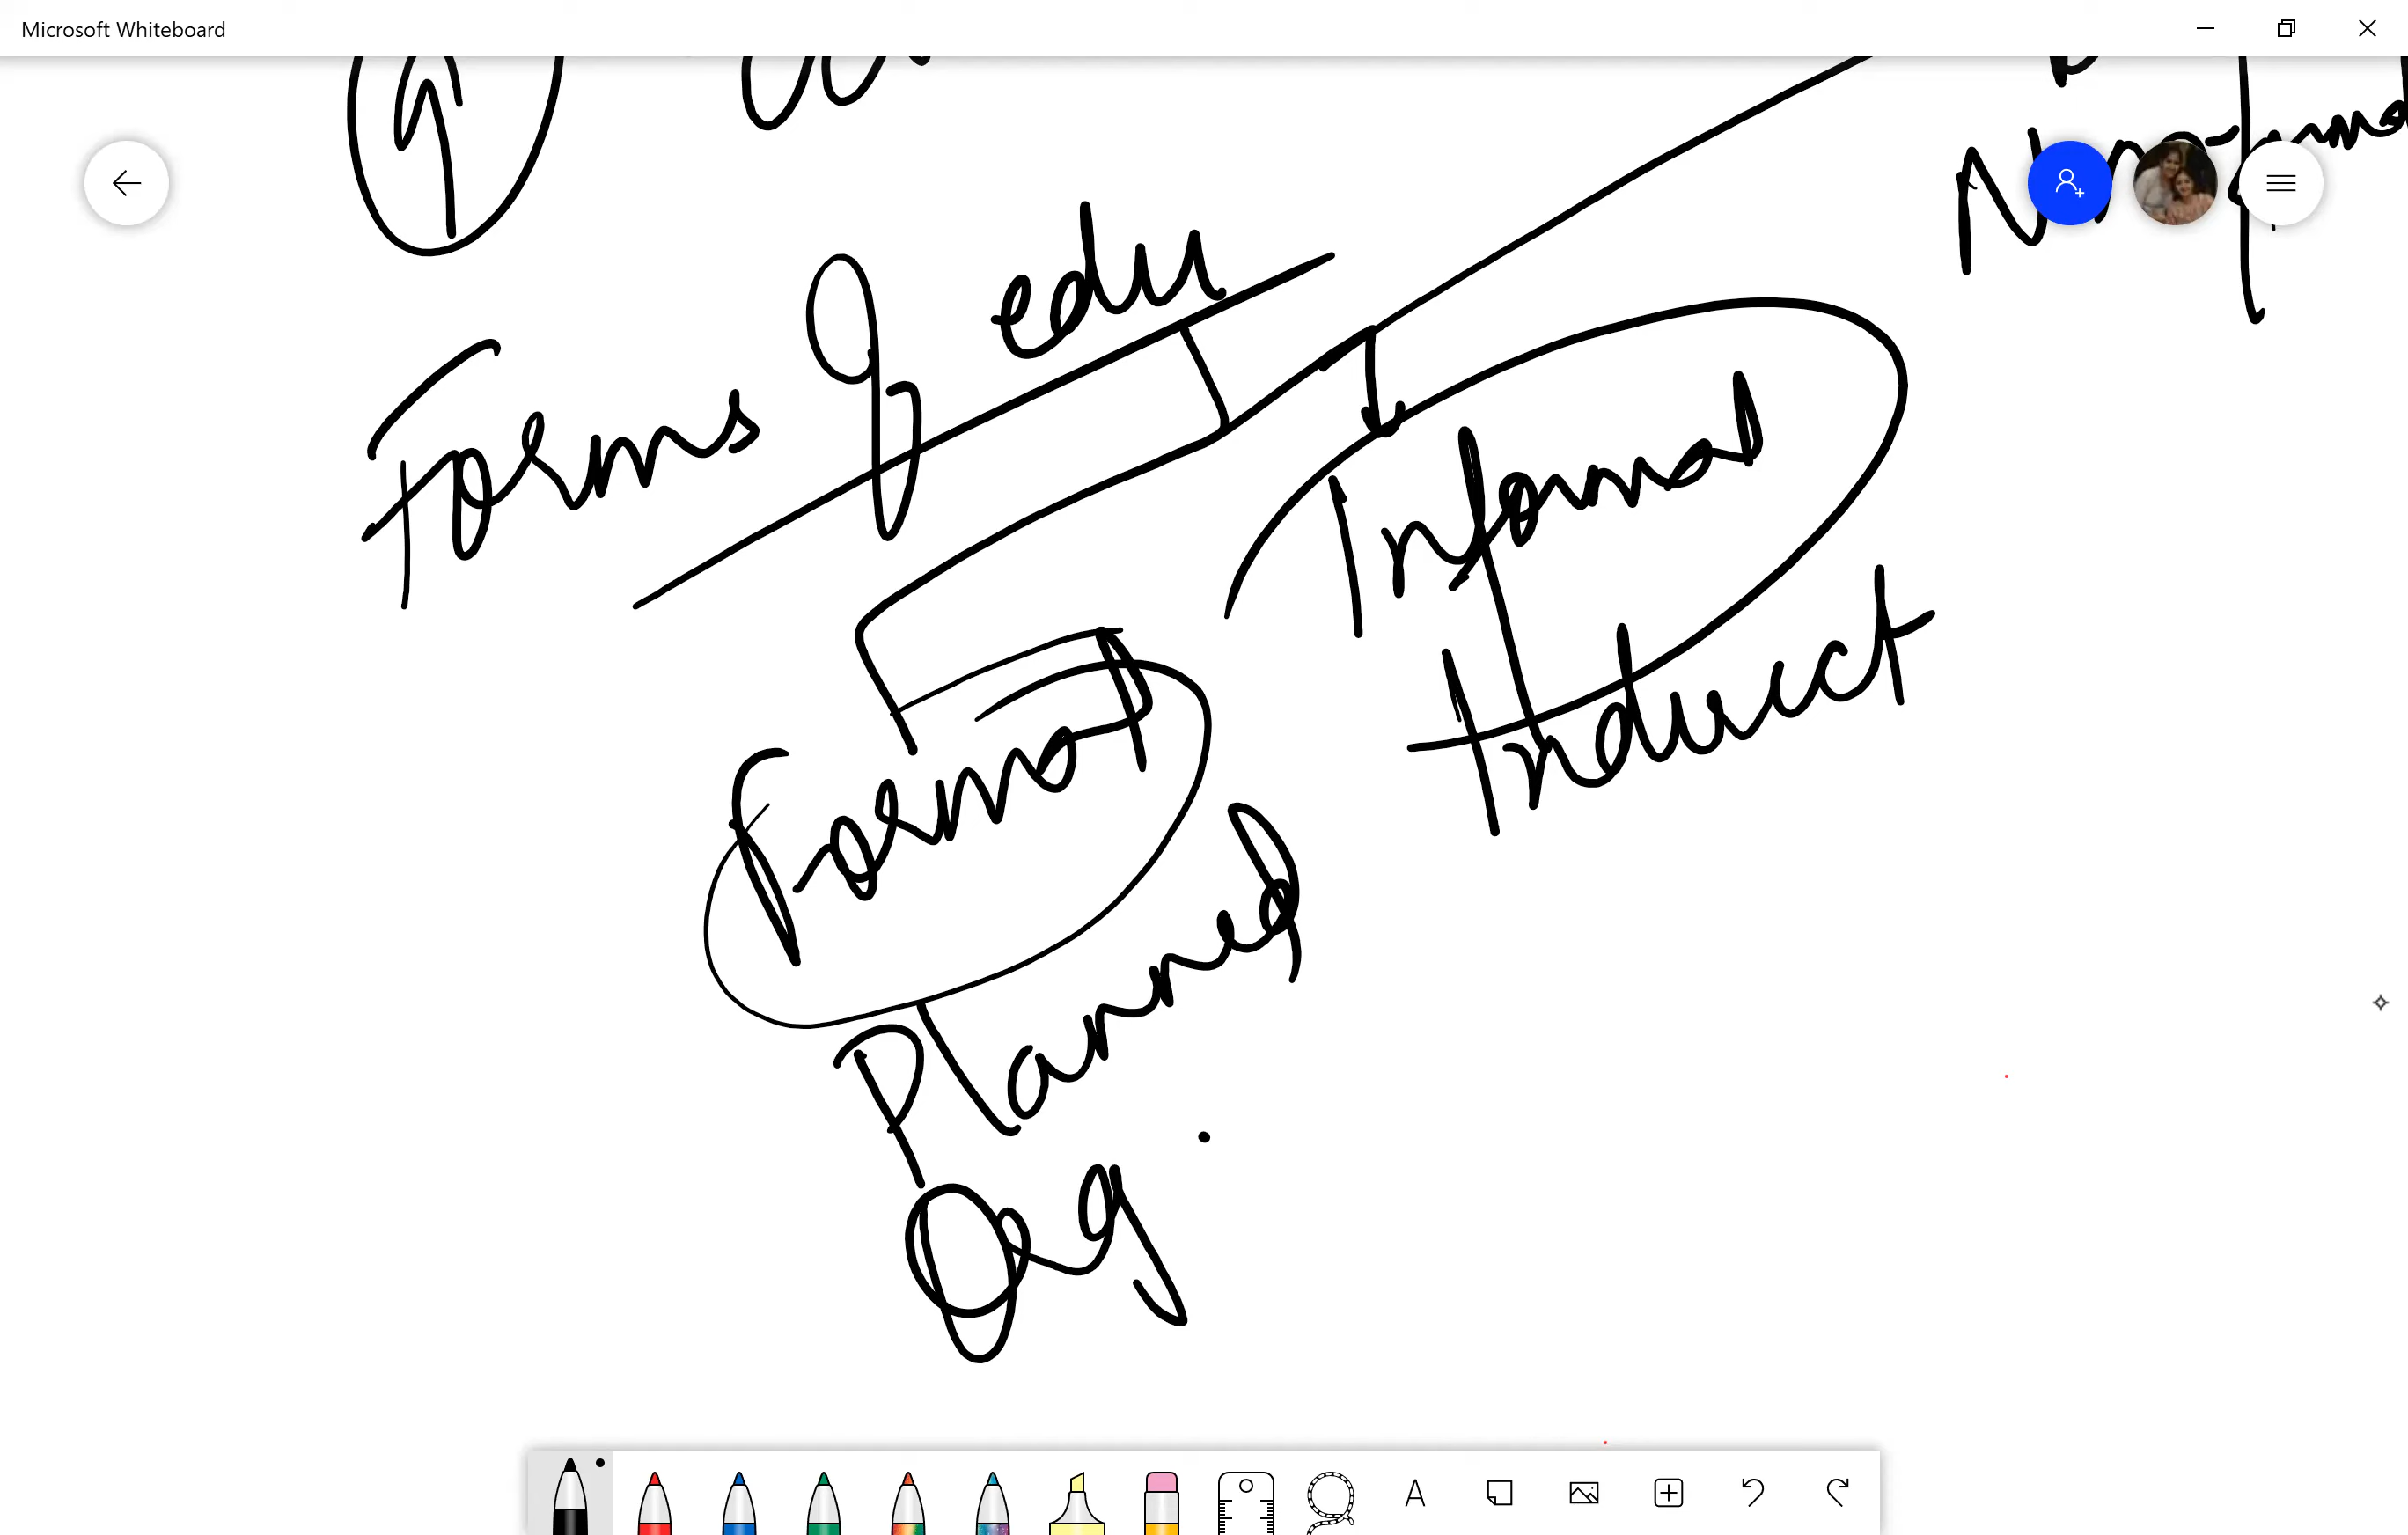 Microsoft Whiteboard
Forms of edu
Informal
Indirect
Formal
Planned
Org